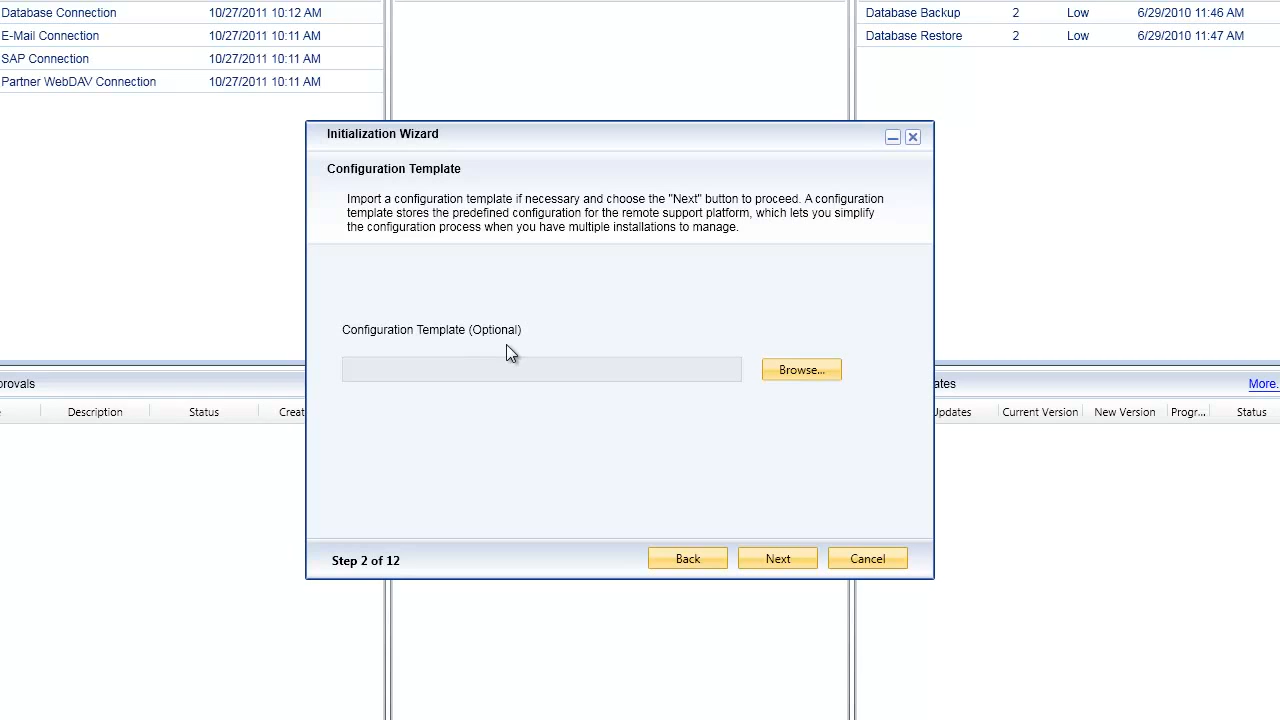 Database Connection 10/27/2011 10:12 AM
E-Mail Connection 10/27/2011 10:11 AM
SAP Connection 10/27/2011 10:11 AM
Partner WebDAV Connection 10/27/2011 10:11 AM
Database Backup 2 Low 6/29/2010 11:46 AM
Database Restore 2 Low 6/29/2010 11:47 AM
Initialization Wizard
Configuration Template
Import a configuration template if necessary and choose the "Next" button to proceed. A configuration
template stores the predefined configuration for the remote support platform, which lets you simplify
the configuration process when you have multiple installations to manage.
Configuration Template (Optional)
Browse...
Step 2 of 12
Back
Next
Cancel
provals
Description Status Creat
ates More.
Updates Current Version New Version Progr... Status